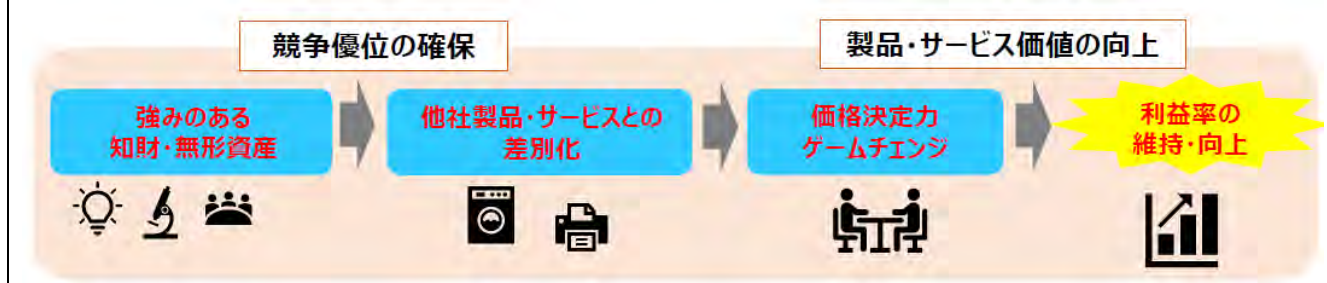 競争優位の確保
製品・サービス価値の向上
強みのある
知財・無形資産
他社製品・サービスとの
差別化
価格決定力
ゲームチェンジ
利益率の
維持・向上